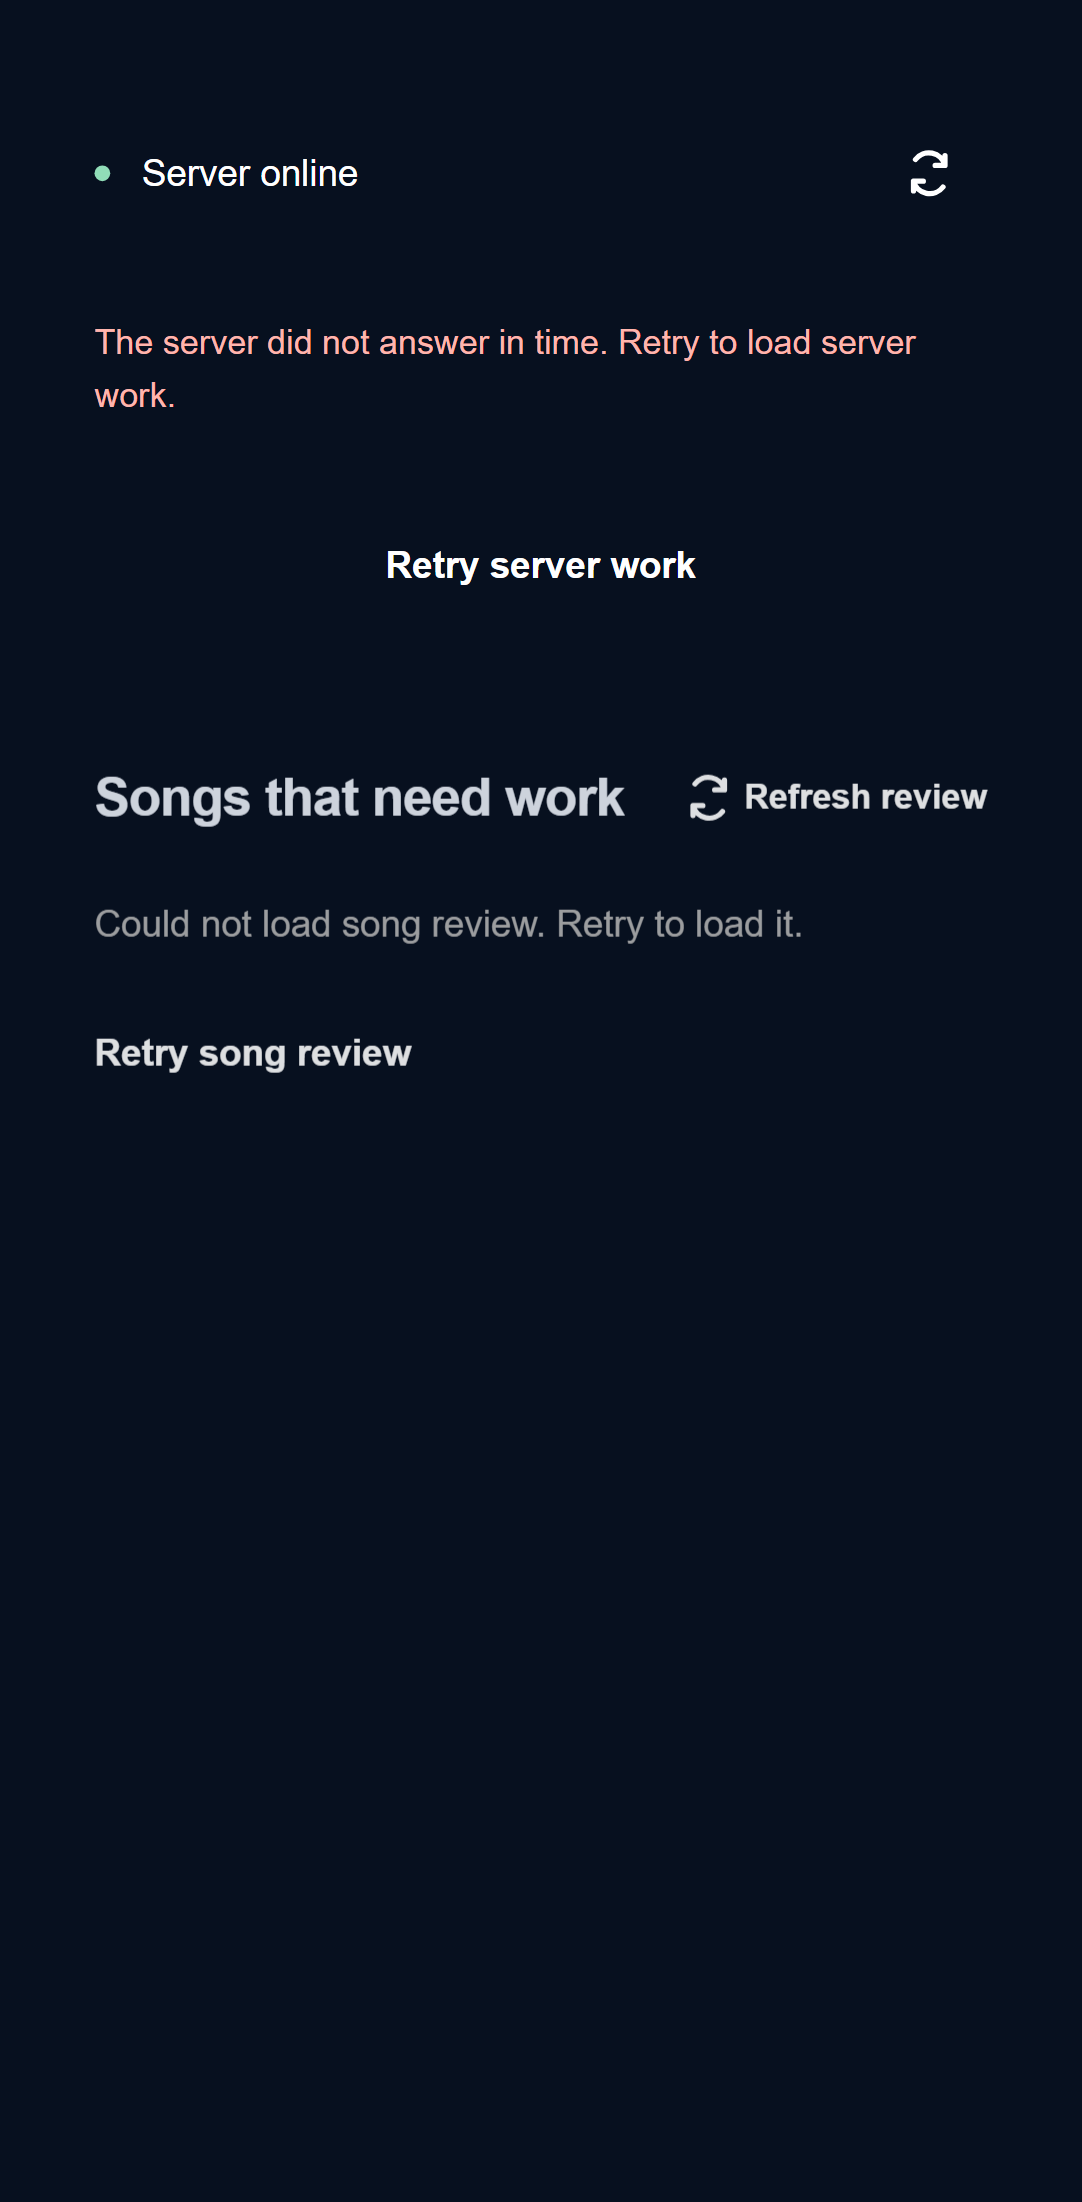 Server online
The server did not answer in time. Retry to load server
work.
Retry server work
Songs that need work
Refresh review
Could not load song review. Retry to load it.
Retry song review